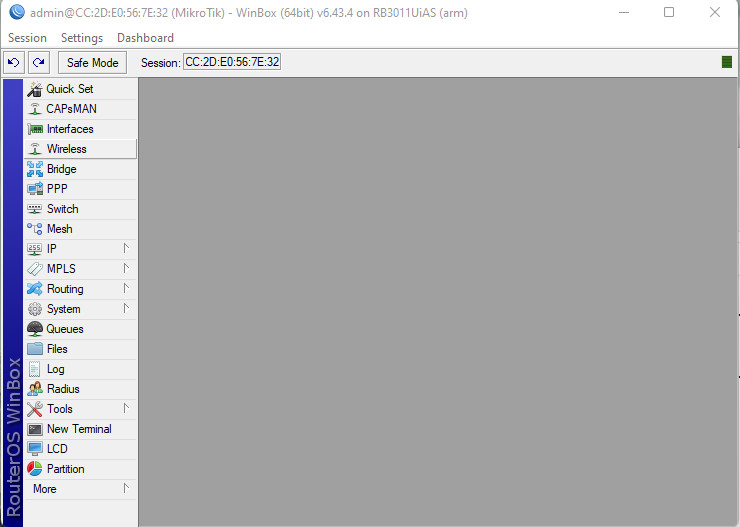 admin@CC:2D:E0:56:7E:32 (MikroTik) - WinBox (64bit) v6.43.4 on RB3011UiAS (arm)
Session Settings Dashboard
Safe Mode Session: CC:2D:E0:56:7E:32
Quick Set
CAPsMAN
Interfaces
Wireless
Bridge
PPP
Switch
Mesh
255 IP
MPLS
Routing
System
Queues
Files
Log
Radius
Tools
New Terminal
LCD
Partition
More
RouterOS WinBox